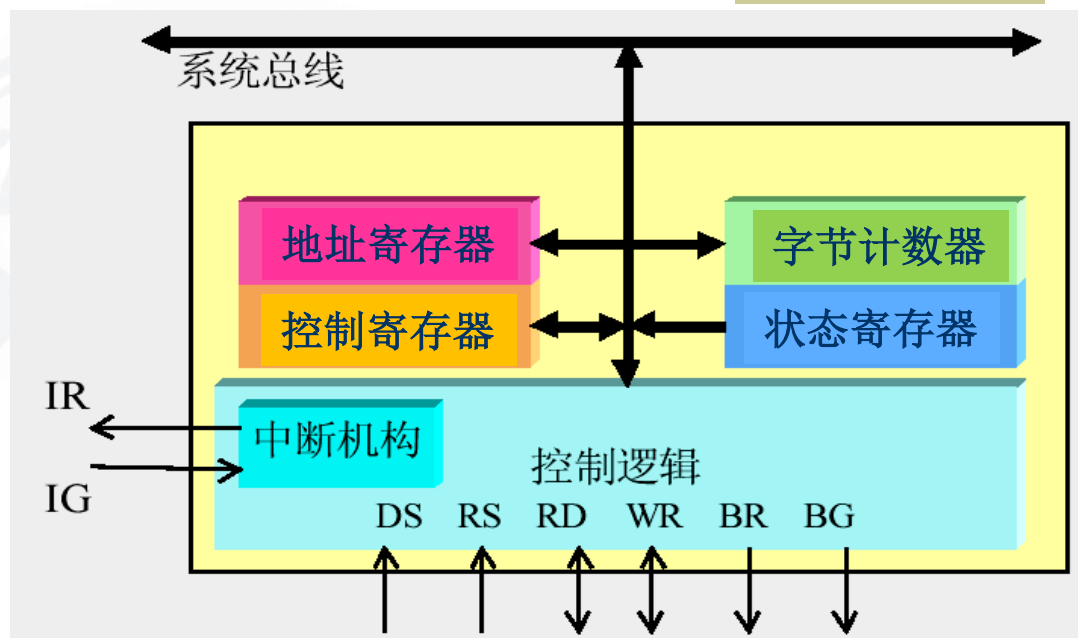 系统总线
地址寄存器
字节计数器
控制寄存器
状态寄存器
IR
中断机构
控制逻辑
IG
DS RS RD WR BR BG